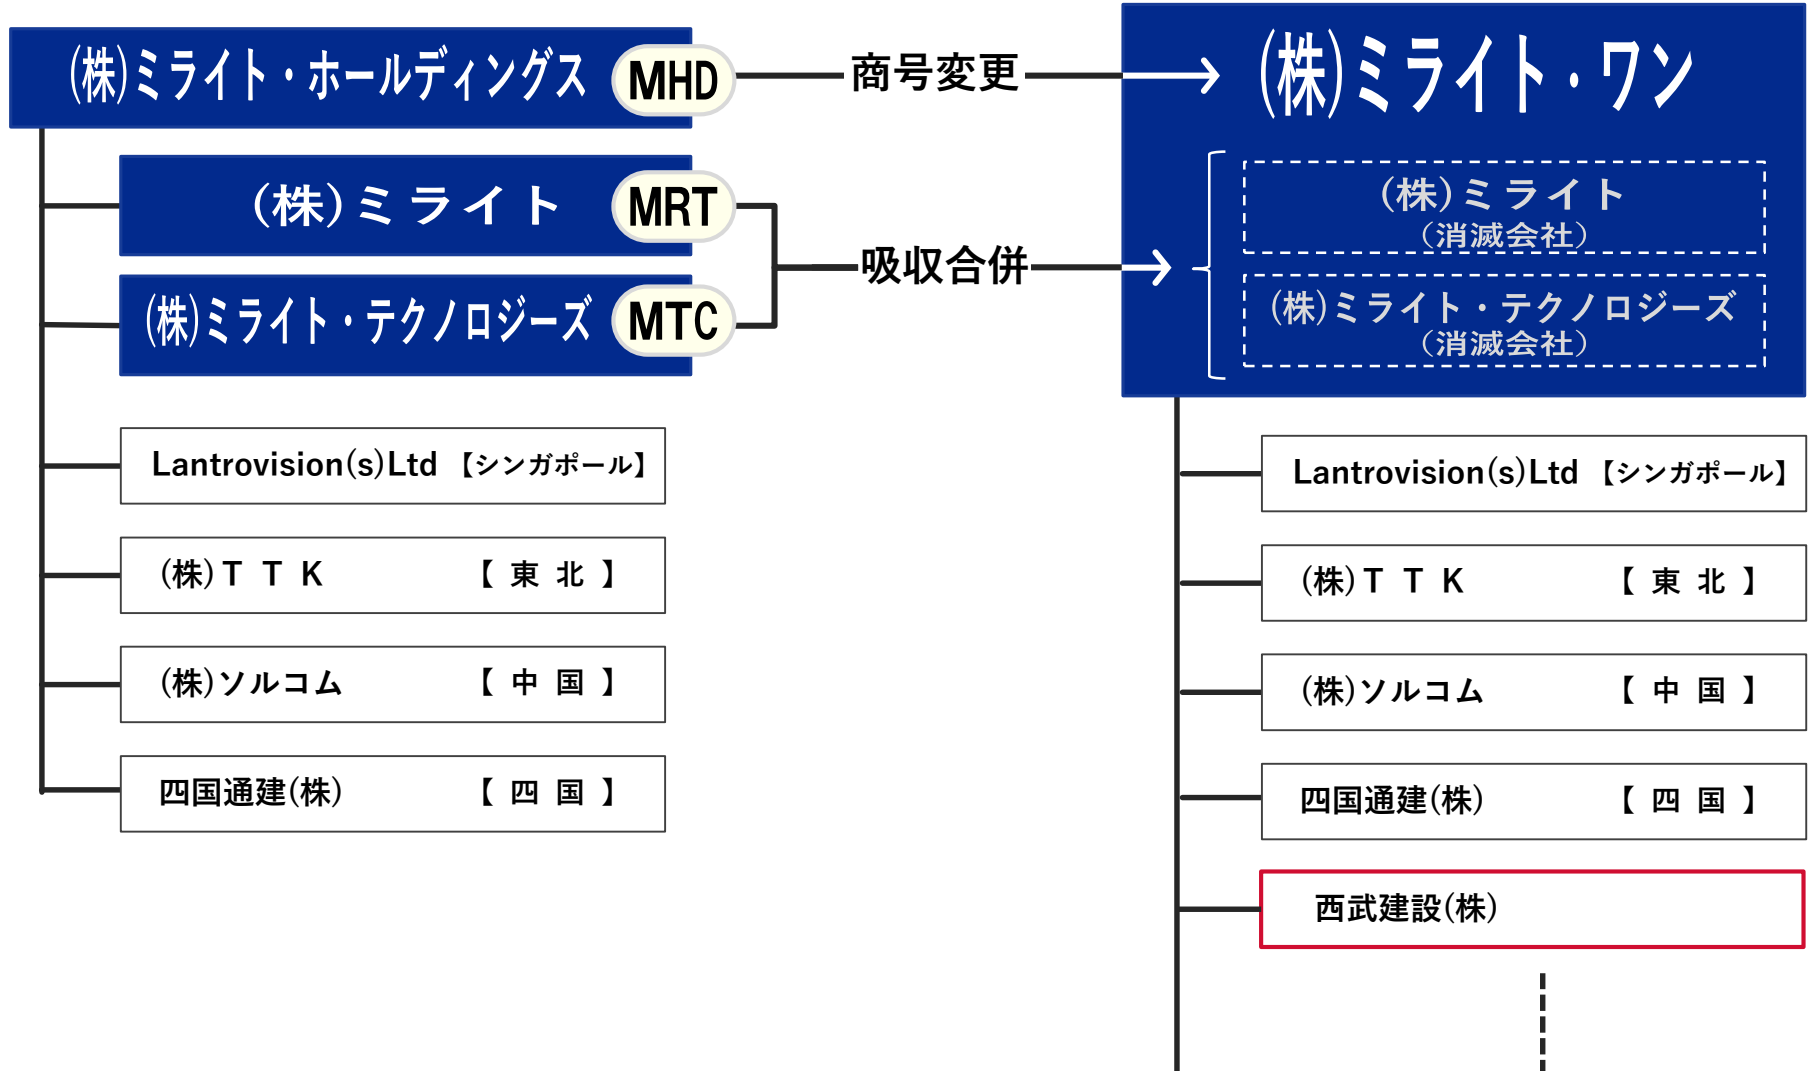 (株)ミライト・ホールディングス MHD
商号変更
(株)ミライト・ワン
(株)ミライト MRT
(株)ミライト・テクノロジーズ MTC
吸収合併
(株)ミライト
(消滅会社)
(株)ミライト・テクノロジーズ
(消滅会社)
Lantrovision(s)Ltd 【シンガポール】
(株)T T K 【 東 北 】
(株)ソルコム 【 中 国 】
四国通建(株) 【 四 国 】
Lantrovision(s)Ltd 【シンガポール】
(株)T T K 【 東 北 】
(株)ソルコム 【 中 国 】
四国通建(株) 【 四 国 】
西武建設(株)